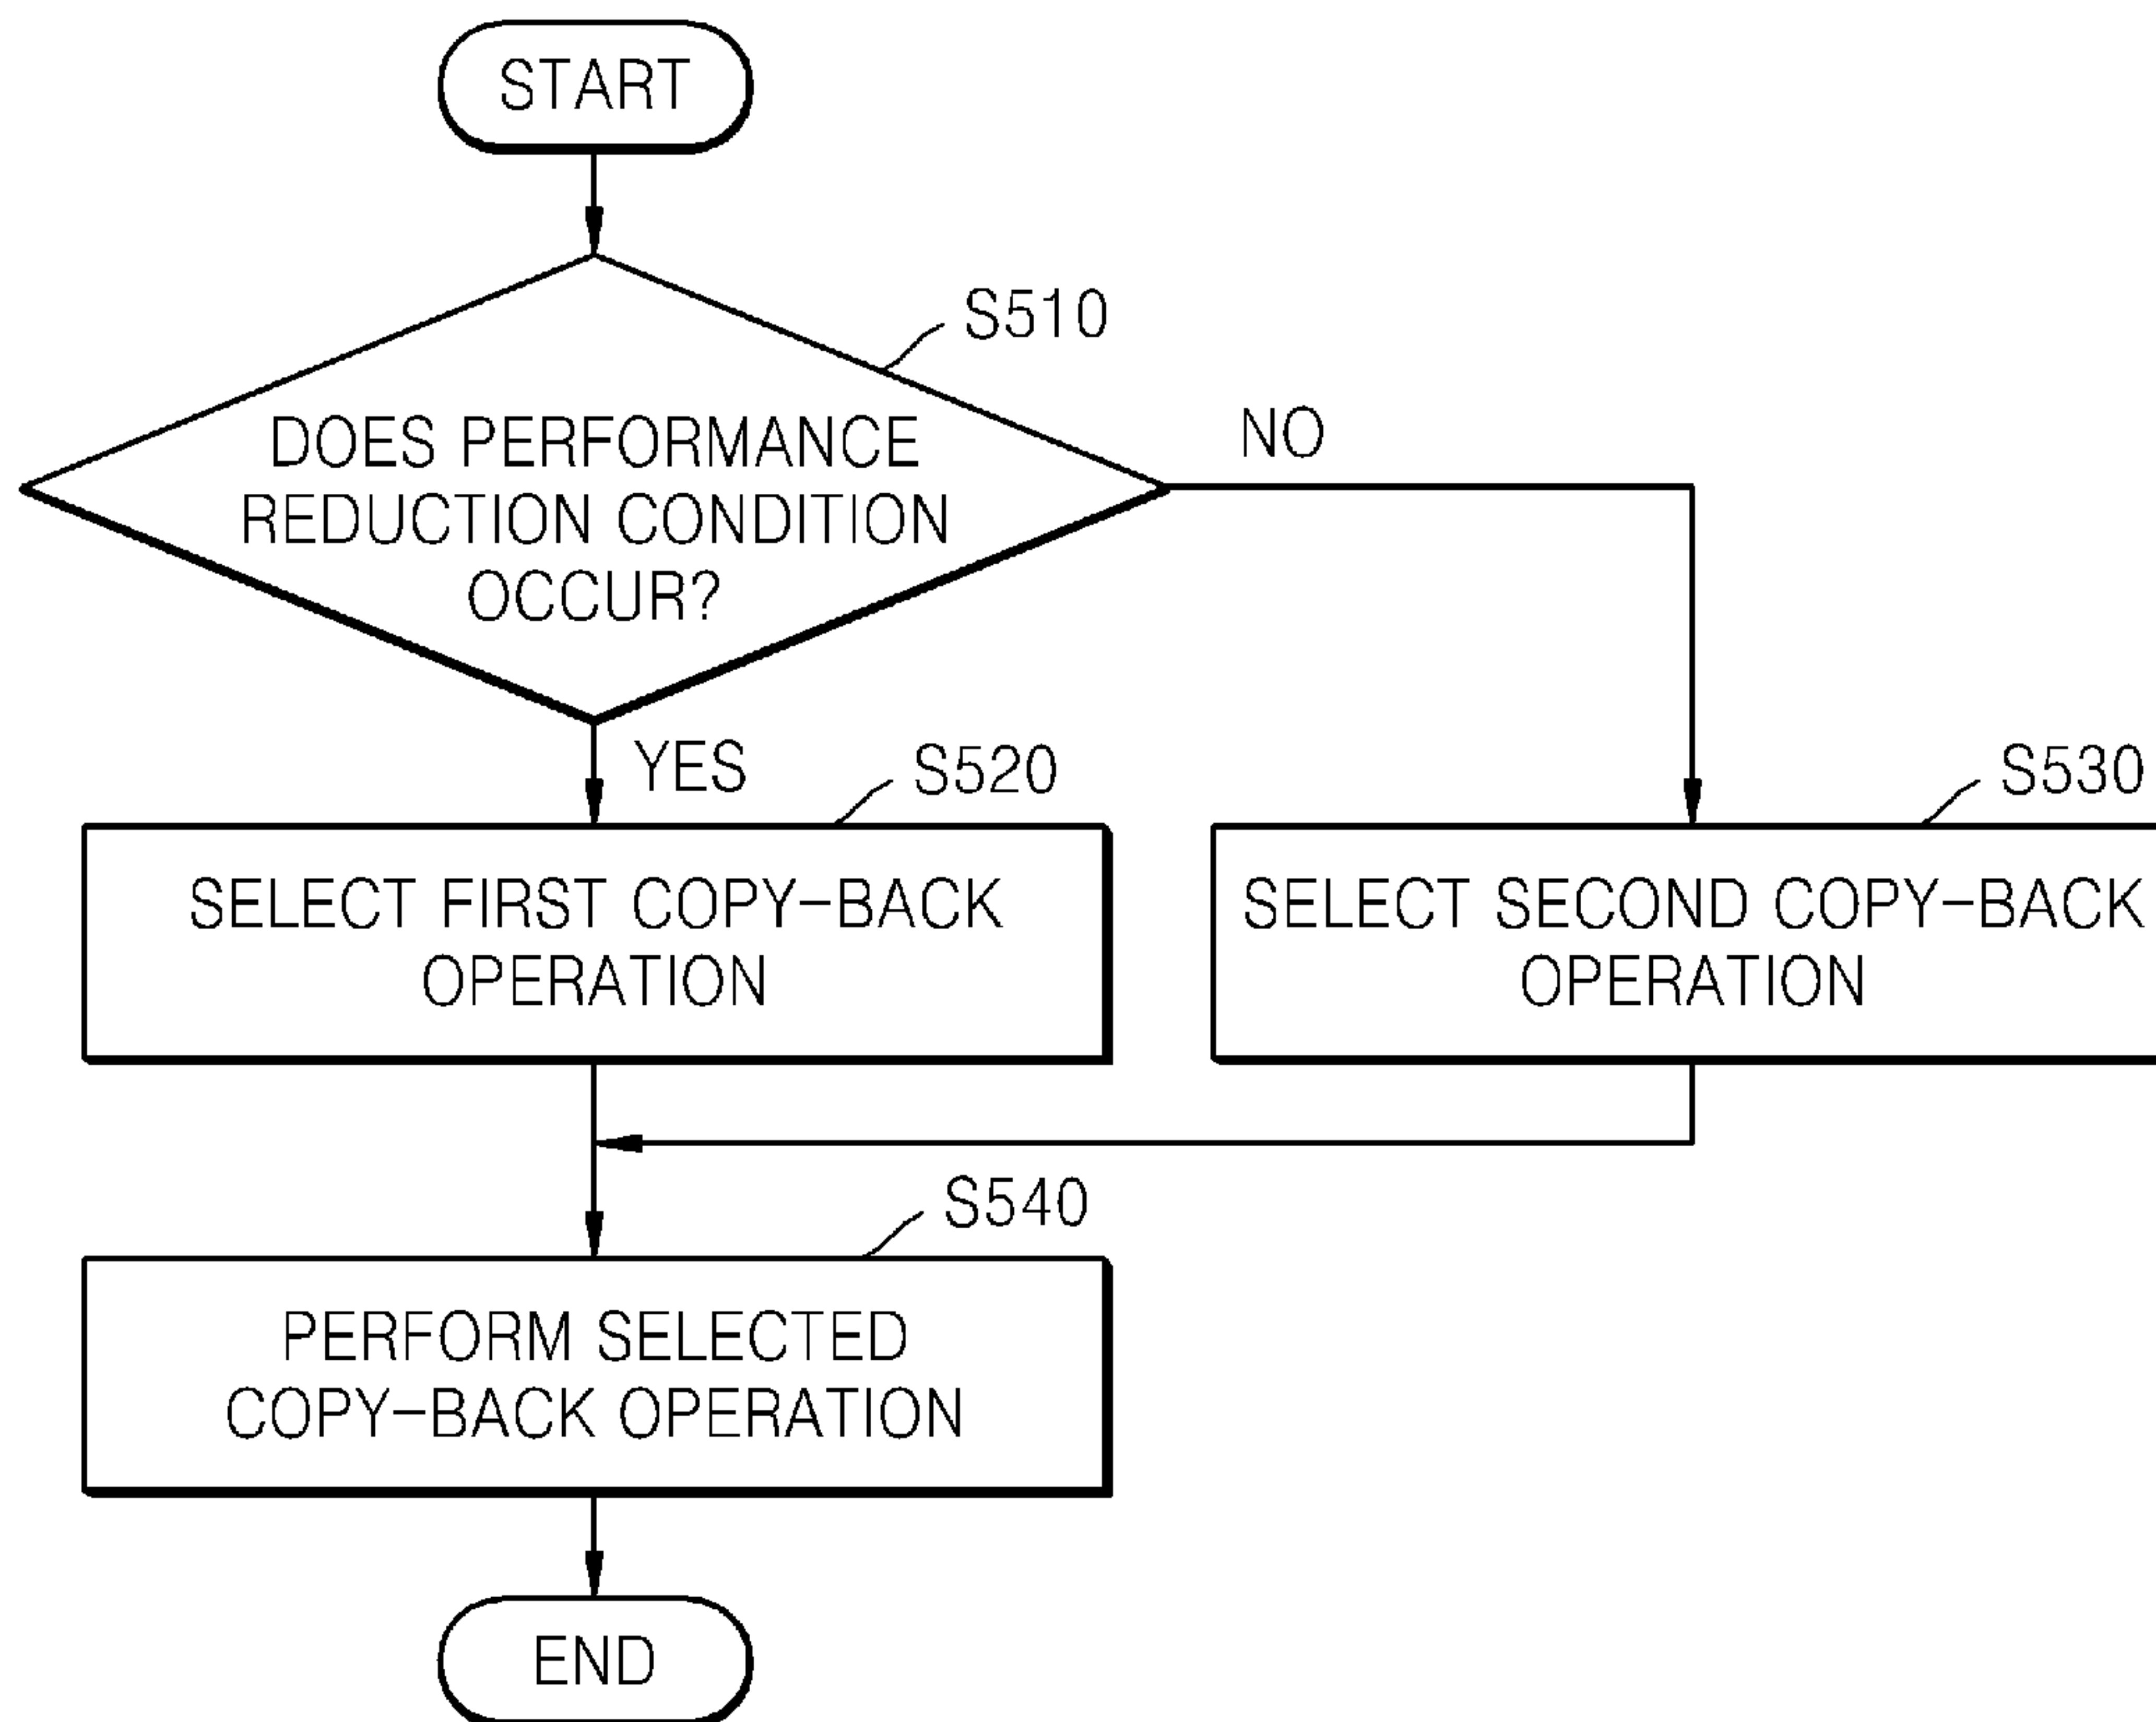 START
S510
DOES PERFORMANCE
REDUCTION CONDITION
OCCUR?
NO
YES
S520
S530
SELECT FIRST COPY-BACK
OPERATION
SELECT SECOND COPY-BACK
OPERATION
S540
PERFORM SELECTED
COPY-BACK OPERATION
END